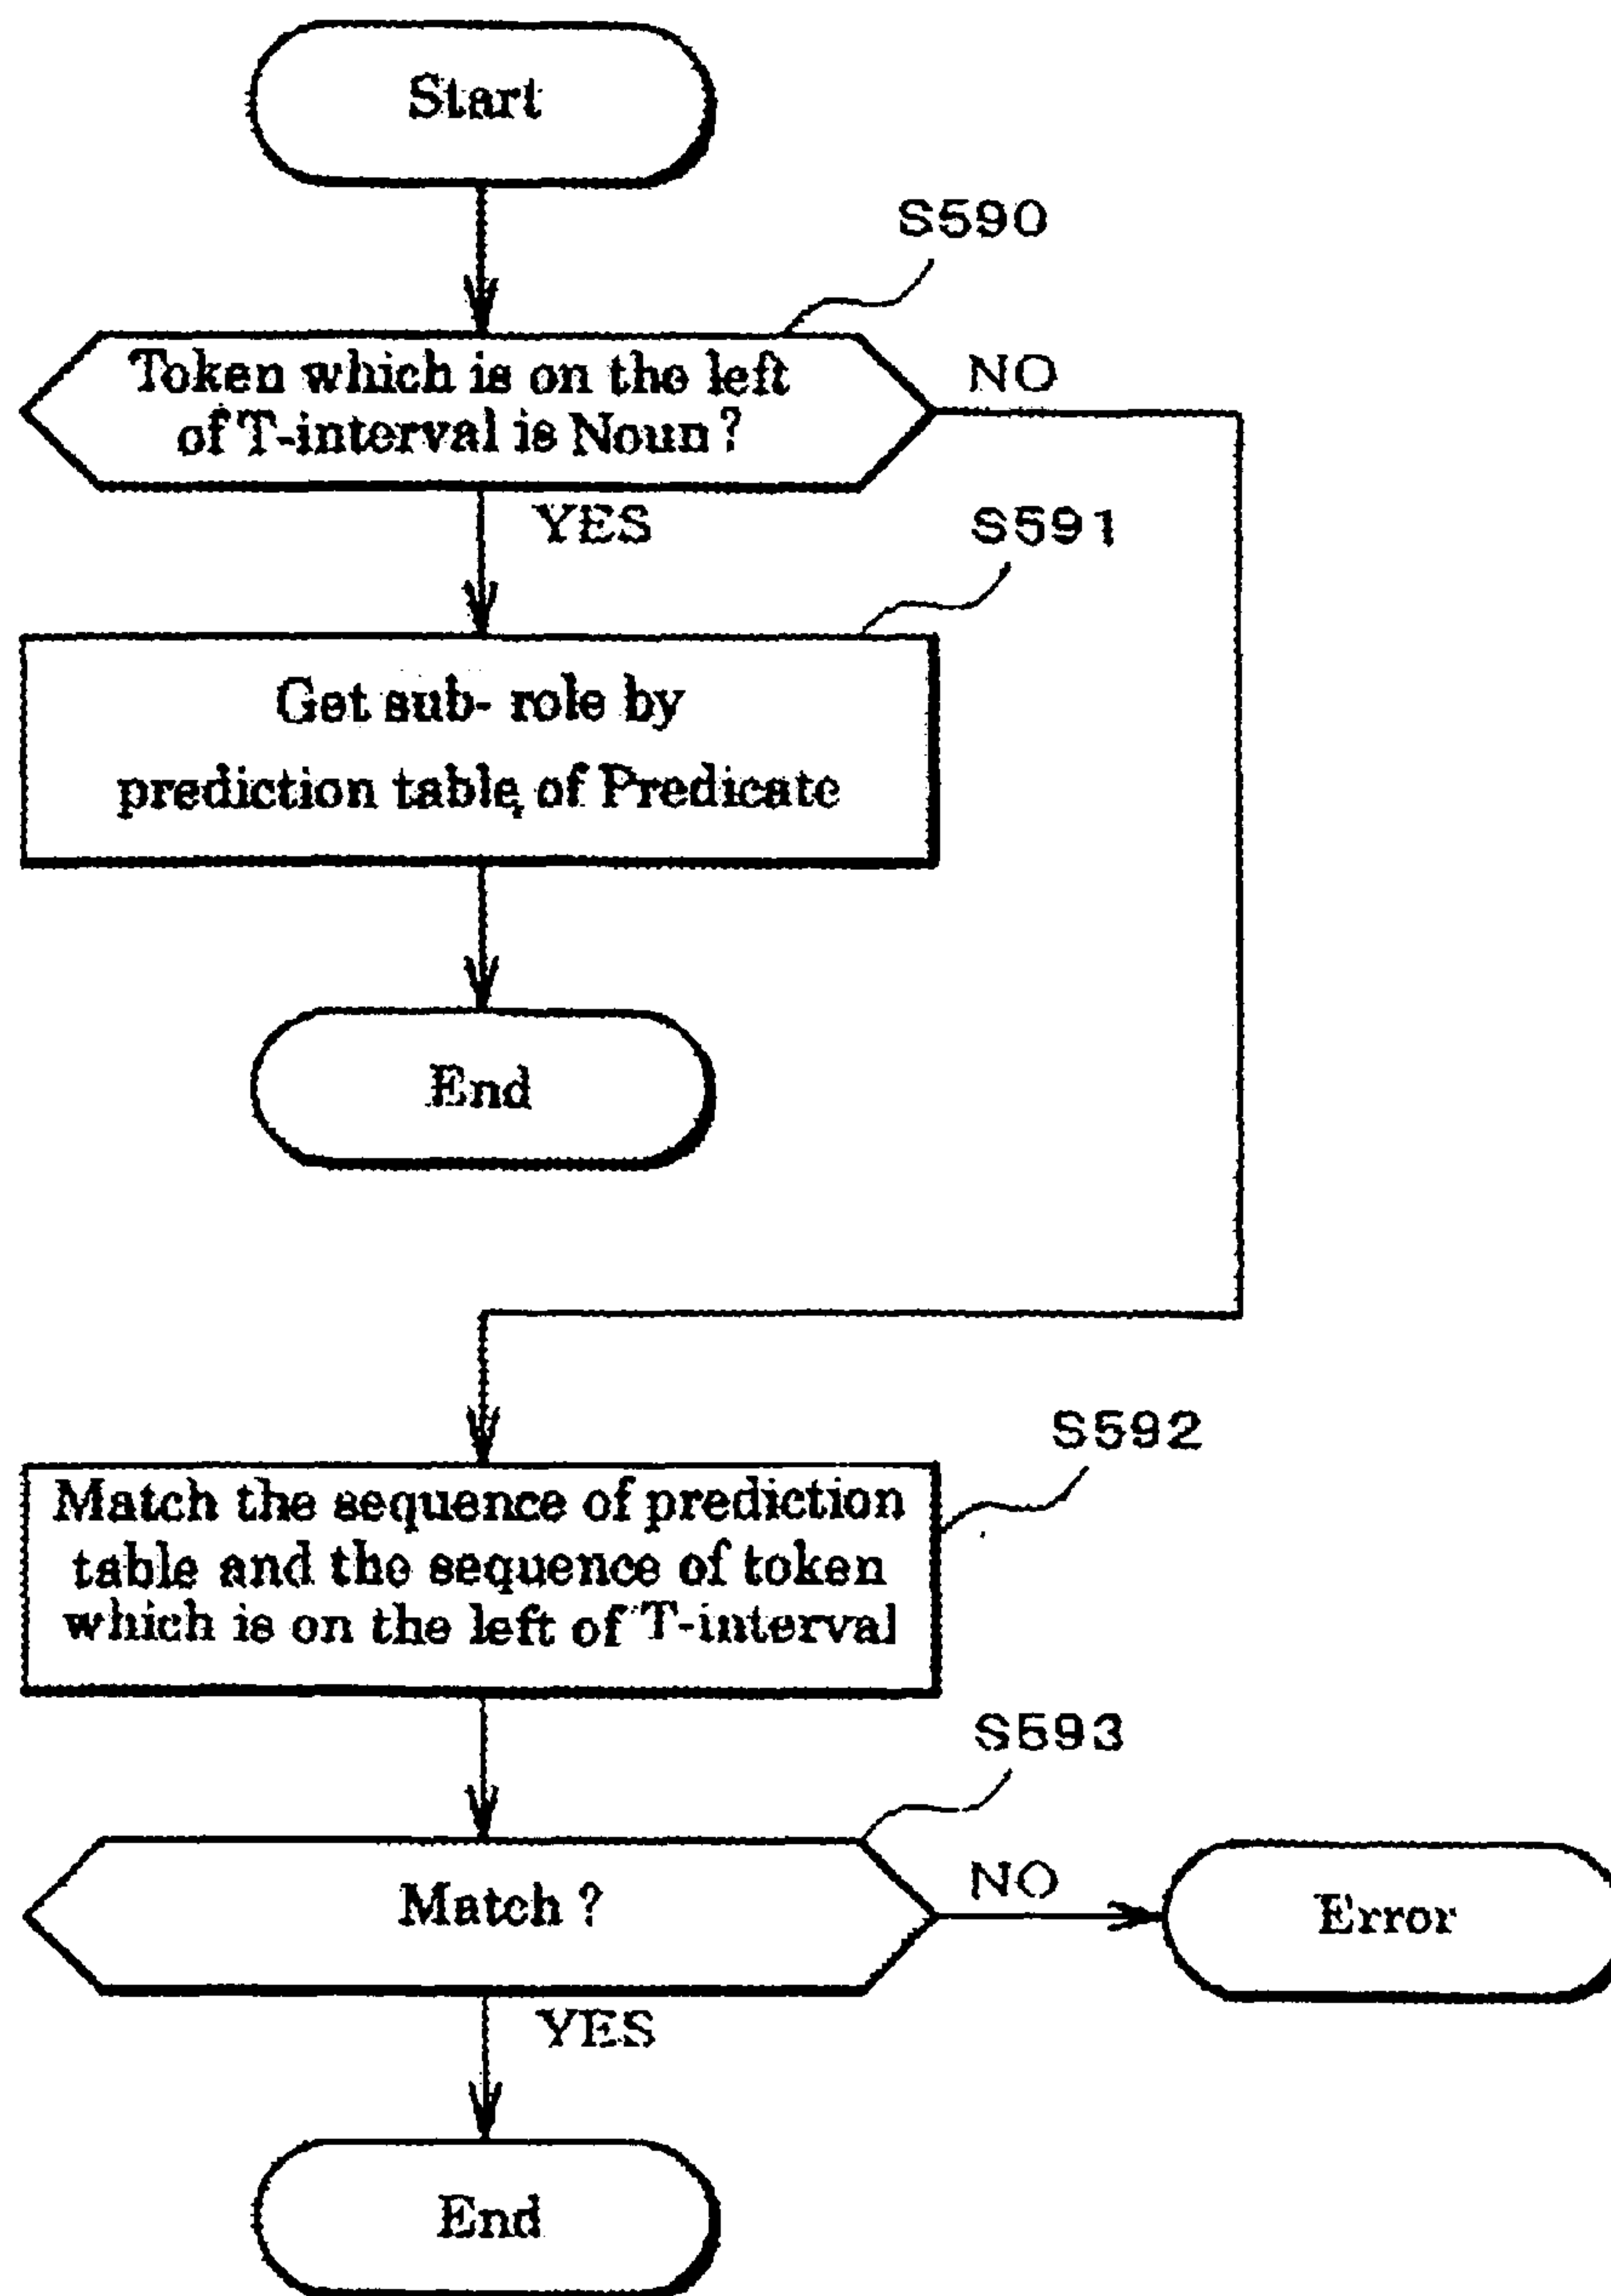 Start
S590
Token which is on the left
of T-interval is Noun?
NO
YES
S591
Get sub- role by
prediction table of Predicate
End
S592
Match the sequence of prediction
table and the sequence of token
which is on the left of T-interval
S593
Match ?
NO
Error
YES
End